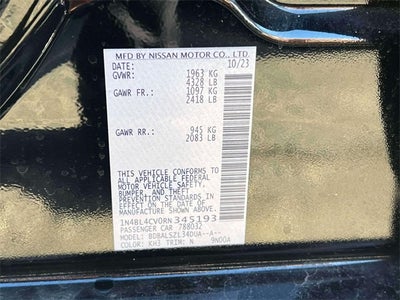 MFD BY NISSAN MOTOR CO., LTD.
DATE: 10/23
GVWR: 1963 KG
4328 LB
GAWR FR.: 1097 KG
2418 LB
GAWR RR.: 945 KG
2083 LB
THIS VEHICLE CONFORMS TO
ALL APPLICABLE FEDERAL
MOTOR VEHICLE SAFETY,
BUMPER, AND THEFT
PREVENTION STANDARDS IN
EFFECT ON THE DATE OF
MANUFACTURE SHOWN ABOVE.
1N4BL4CV0RN345193
PASSENGER CAR 788032
MODEL: BDBALSZL34DUA--A--
COLOR: KH3 TRIM: N 9N00A